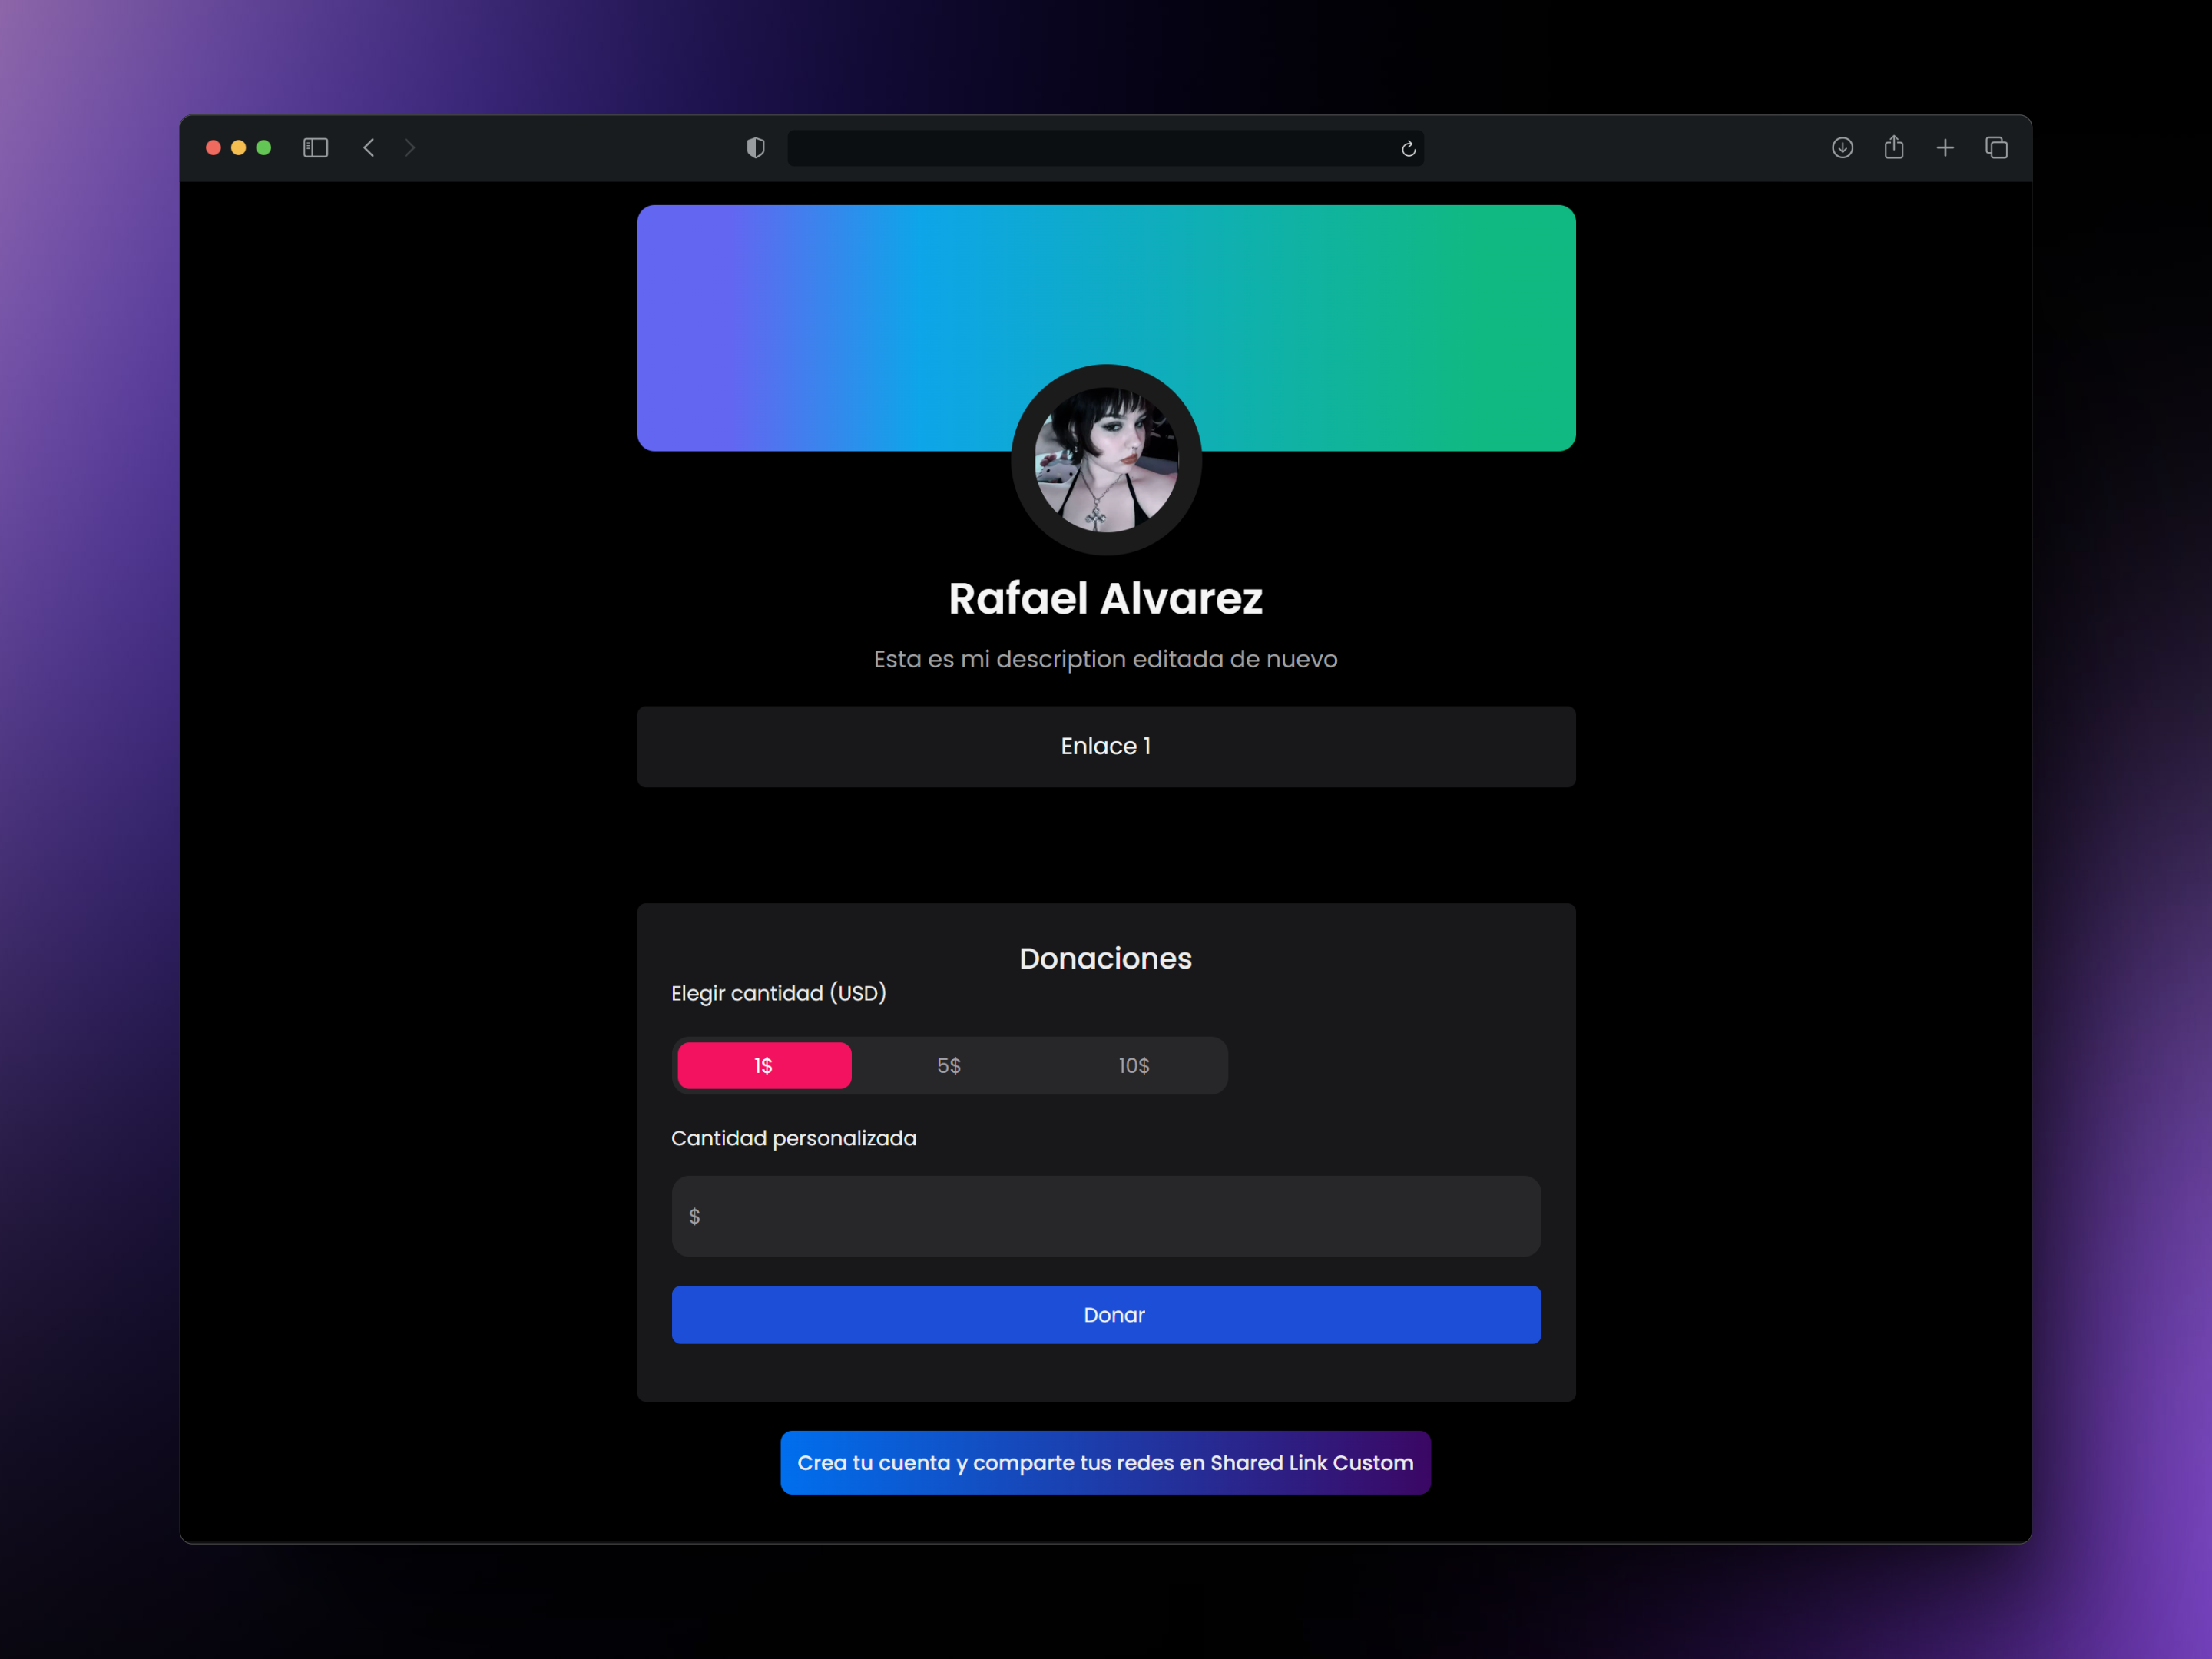 Rafael Alvarez
Esta es mi description editada de nuevo
Enlace 1
Donaciones
Elegir cantidad (USD)
1$ 5$ 10$
Cantidad personalizada
$
Donar
Crea tu cuenta y comparte tus redes en Shared Link Custom